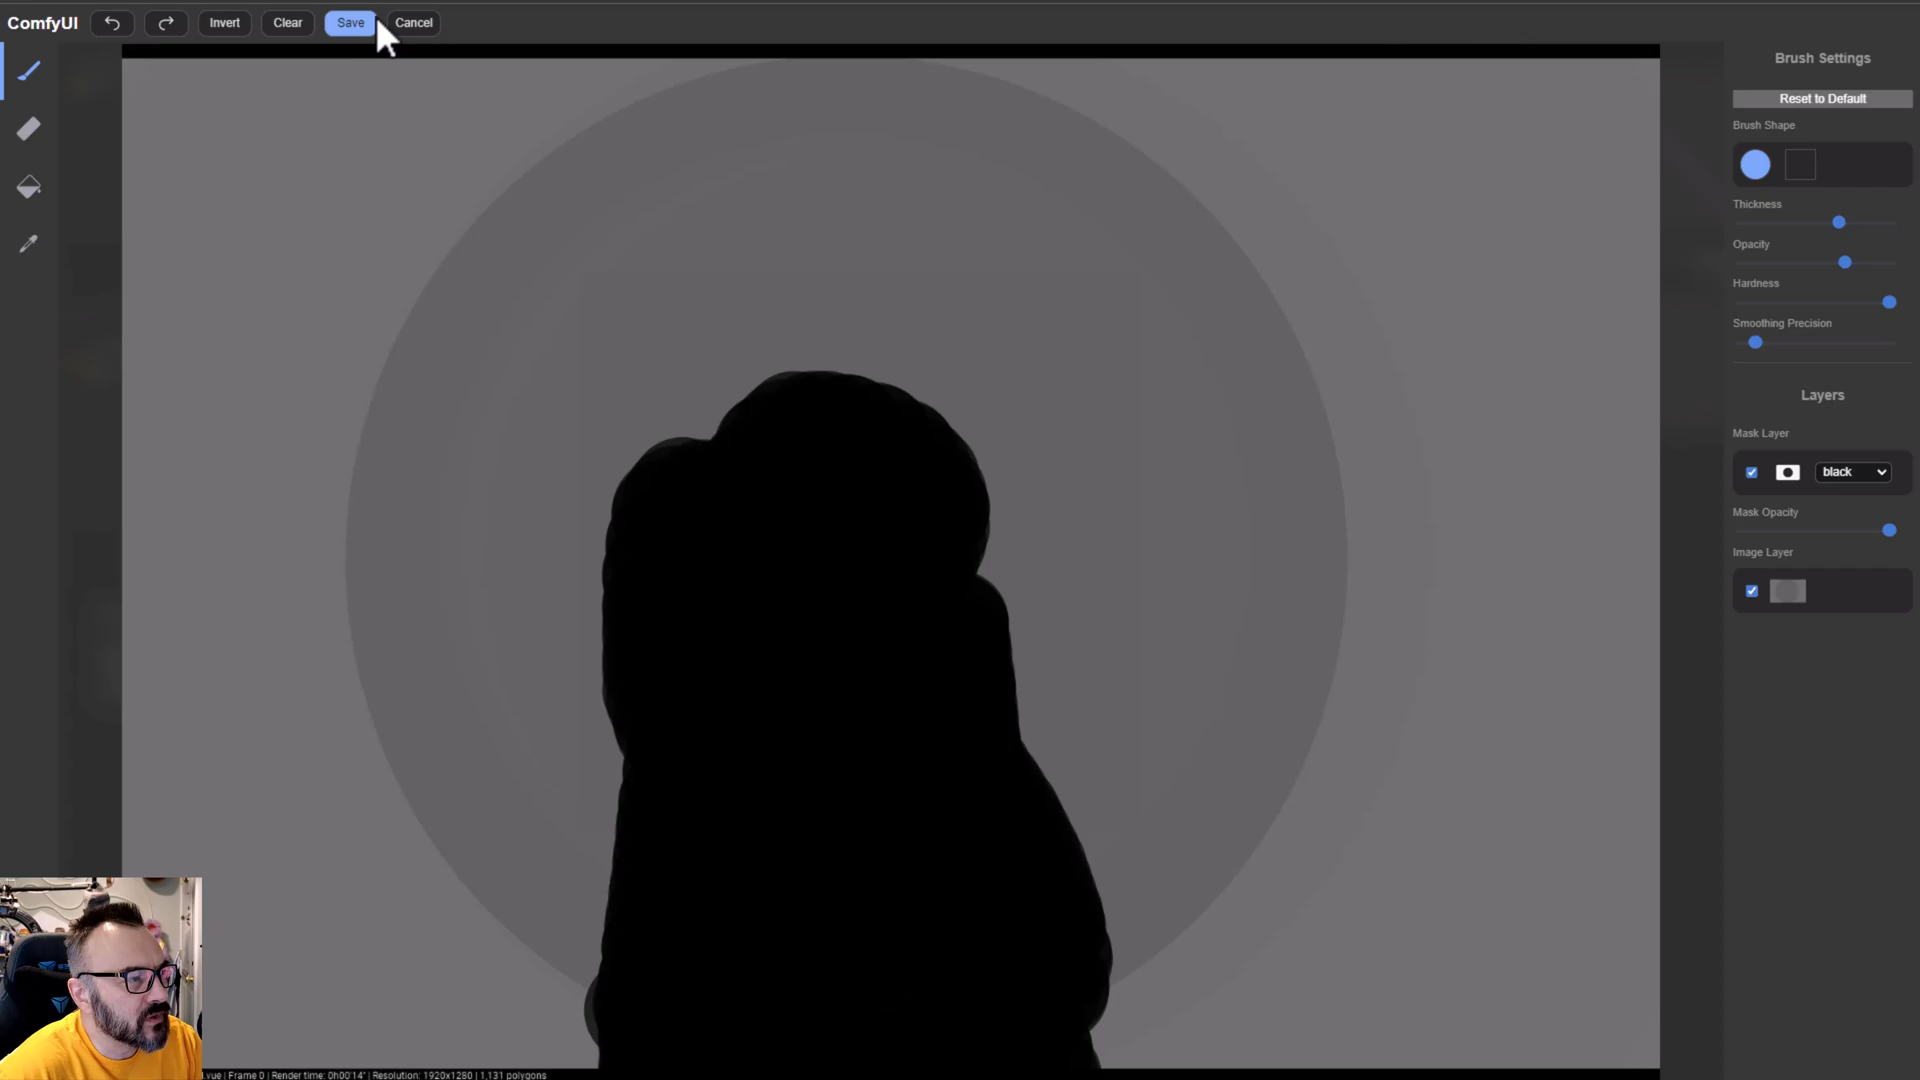 ComfyUI
Invert
Clear
Save
Cancel
Brush Settings
Reset to Default
Brush Shape
Thickness
Opacity
Hardness
Smoothing Precision
Layers
Mask Layer
black
Mask Opacity
Image Layer
.vue | Frame 0 | Render time: 0h00'14" | Resolution: 1920x1280 | 1,131 polygons